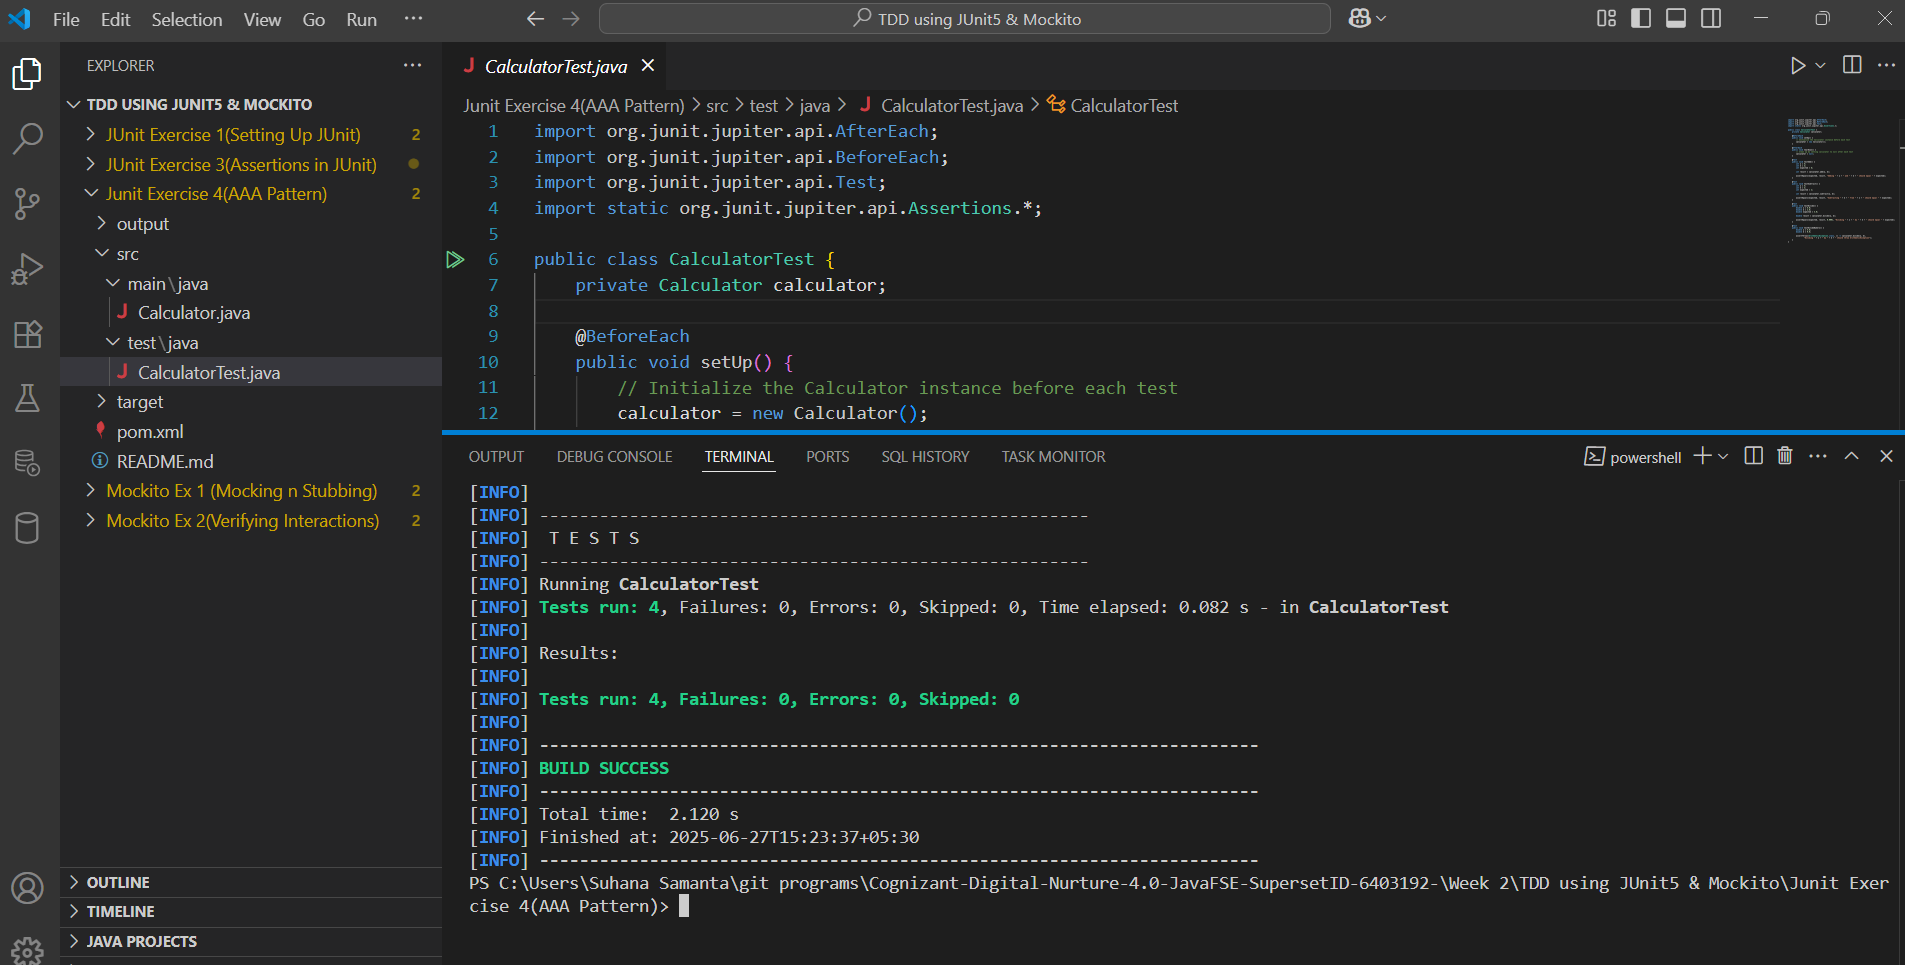 File Edit Selection View Go Run ···
TDD using JUnit5 & Mockito
EXPLORER ···
TDD USING JUNIT5 & MOCKITO
JUnit Exercise 1(Setting Up JUnit) 2
JUnit Exercise 3(Assertions in JUnit)
Junit Exercise 4(AAA Pattern) 2
output
src
main\java
Calculator.java
test\java
CalculatorTest.java
target
pom.xml
README.md
Mockito Ex 1 (Mocking n Stubbing) 2
Mockito Ex 2(Verifying Interactions) 2
OUTLINE
TIMELINE
JAVA PROJECTS
CalculatorTest.java
Junit Exercise 4(AAA Pattern) > src > test > java > CalculatorTest.java > CalculatorTest
1 import org.junit.jupiter.api.AfterEach;
2 import org.junit.jupiter.api.BeforeEach;
3 import org.junit.jupiter.api.Test;
4 import static org.junit.jupiter.api.Assertions.*;
5
6 public class CalculatorTest {
7 private Calculator calculator;
8
9 @BeforeEach
10 public void setUp() {
11 // Initialize the Calculator instance before each test
12 calculator = new Calculator();
OUTPUT DEBUG CONSOLE TERMINAL PORTS SQL HISTORY TASK MONITOR
powershell
[INFO]
[INFO] -------------------------------------------------------
[INFO]  T E S T S
[INFO] -------------------------------------------------------
[INFO] Running CalculatorTest
[INFO] Tests run: 4, Failures: 0, Errors: 0, Skipped: 0, Time elapsed: 0.082 s - in CalculatorTest
[INFO]
[INFO] Results:
[INFO]
[INFO] Tests run: 4, Failures: 0, Errors: 0, Skipped: 0
[INFO]
[INFO] ------------------------------------------------------------------------
[INFO] BUILD SUCCESS
[INFO] ------------------------------------------------------------------------
[INFO] Total time:  2.120 s
[INFO] Finished at: 2025-06-27T15:23:37+05:30
[INFO] ------------------------------------------------------------------------
PS C:\Users\Suhana Samanta\git programs\Cognizant-Digital-Nurture-4.0-JavaFSE-SupersetID-6403192-\Week 2\TDD using JUnit5 & Mockito\Junit Exer
cise 4(AAA Pattern)>